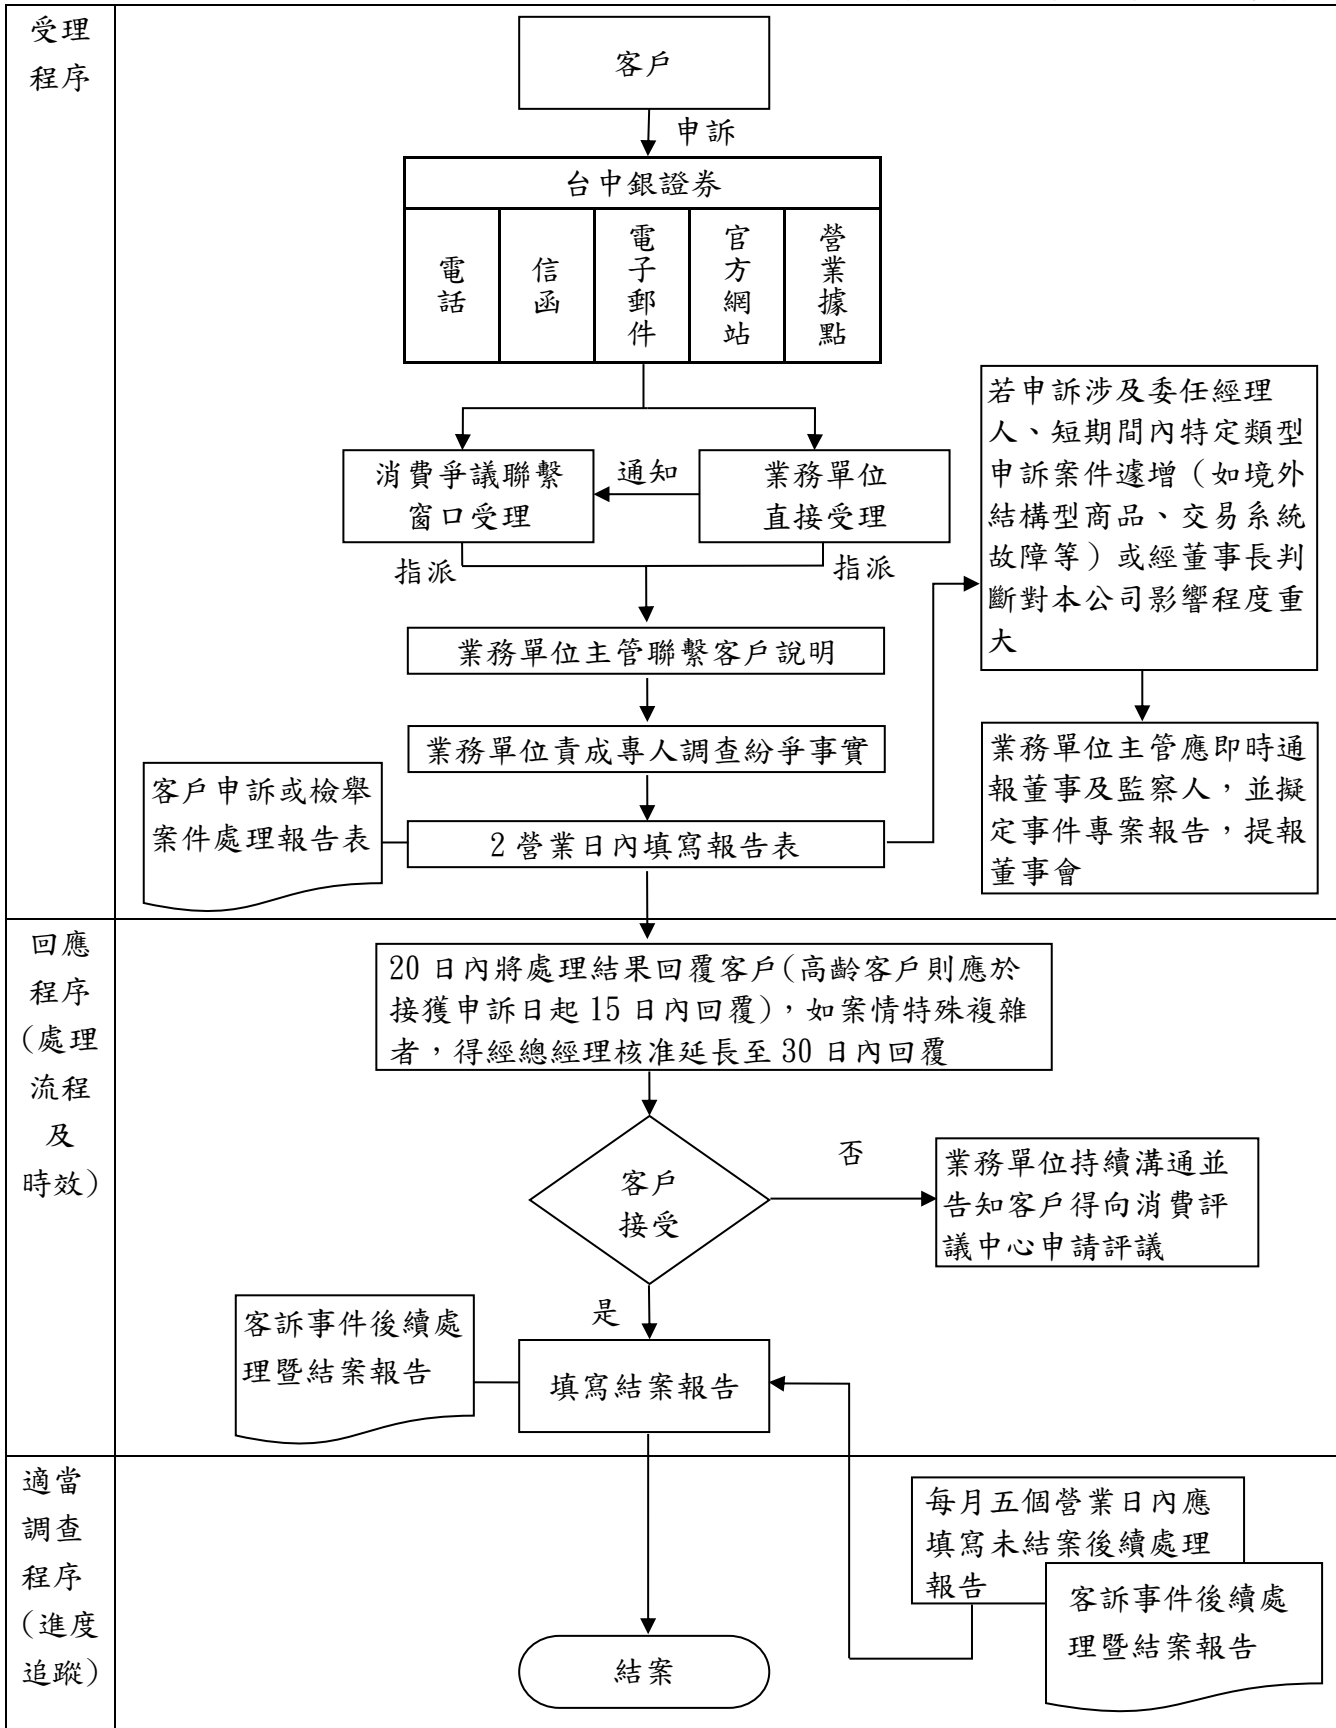 受理
程序
客戶
申訴
台中銀證券
電話
信函
電子郵件
官方網站
營業據點
若申訴涉及委任經理
人、短期間內特定類型
申訴案件遽增（如境外
結構型商品、交易系統
故障等）或經董事長判
斷對本公司影響程度重
大
消費爭議聯繫
窗口受理
通知
業務單位
直接受理
指派
指派
業務單位主管聯繫客戶說明
業務單位責成專人調查紛爭事實
業務單位主管應即時通
報董事及監察人，並擬
定事件專案報告，提報
董事會
客戶申訴或檢舉
案件處理報告表
2 營業日內填寫報告表
回應
程序
(處理
流程
及
時效)
20 日內將處理結果回覆客戶(高齡客戶則應於
接獲申訴日起 15 日內回覆)，如案情特殊複雜
者，得經總經理核准延長至 30 日內回覆
客戶
接受
否
業務單位持續溝通並
告知客戶得向消費評
議中心申請評議
是
客訴事件後續處
理暨結案報告
填寫結案報告
適當
調查
程序
(進度
追蹤)
每月五個營業日內應
填寫未結案後續處理
報告
客訴事件後續處
理暨結案報告
結案